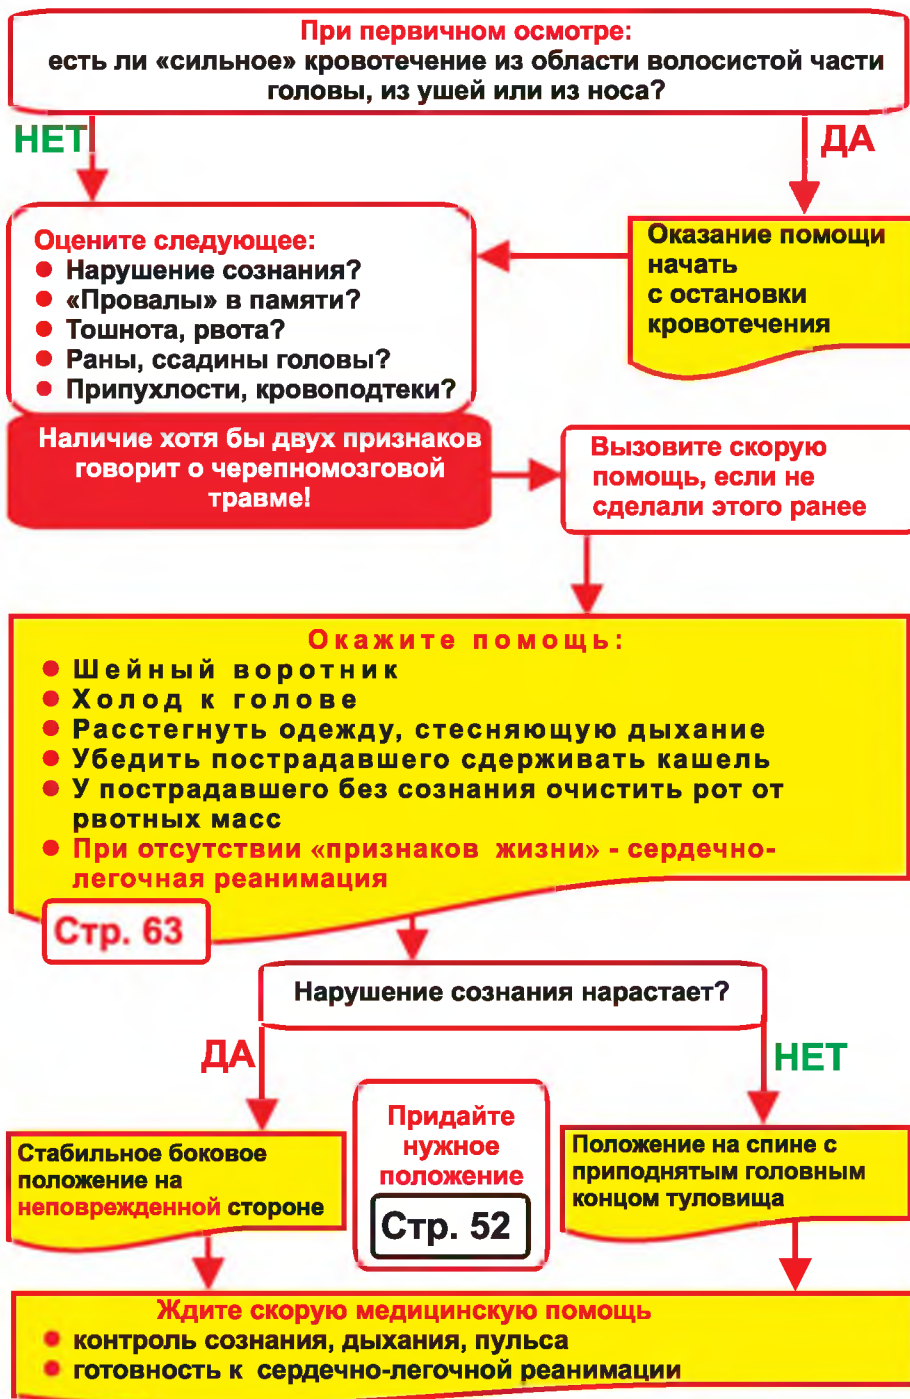 При первичном осмотре:
есть ли «сильное» кровотечение из области волосистой части
головы, из ушей или из носа?
НЕТ
ДА
Оцените следующее:
● Нарушение сознания?
● «Провалы» в памяти?
● Тошнота, рвота?
● Раны, ссадины головы?
● Припухлости, кровоподтеки?
Оказание помощи
начать
с остановки
кровотечения
Наличие хотя бы двух признаков
говорит о черепномозговой
травме!
Вызовите скорую
помощь, если не
сделали этого ранее
Окажите помощь:
● Шейный воротник
● Холод к голове
● Расстегнуть одежду, стесняющую дыхание
● Убедить пострадавшего сдерживать кашель
● У пострадавшего без сознания очистить рот от
рвотных масс
● При отсутствии «признаков жизни» - сердечно-
легочная реанимация
Стр. 63
Нарушение сознания нарастает?
ДА
НЕТ
Стабильное боковое
положение на
неповрежденной стороне
Придайте
нужное
положение
Стр. 52
Положение на спине с
приподнятым головным
концом туловища
Ждите скорую медицинскую помощь
● контроль сознания, дыхания, пульса
● готовность к сердечно-легочной реанимации